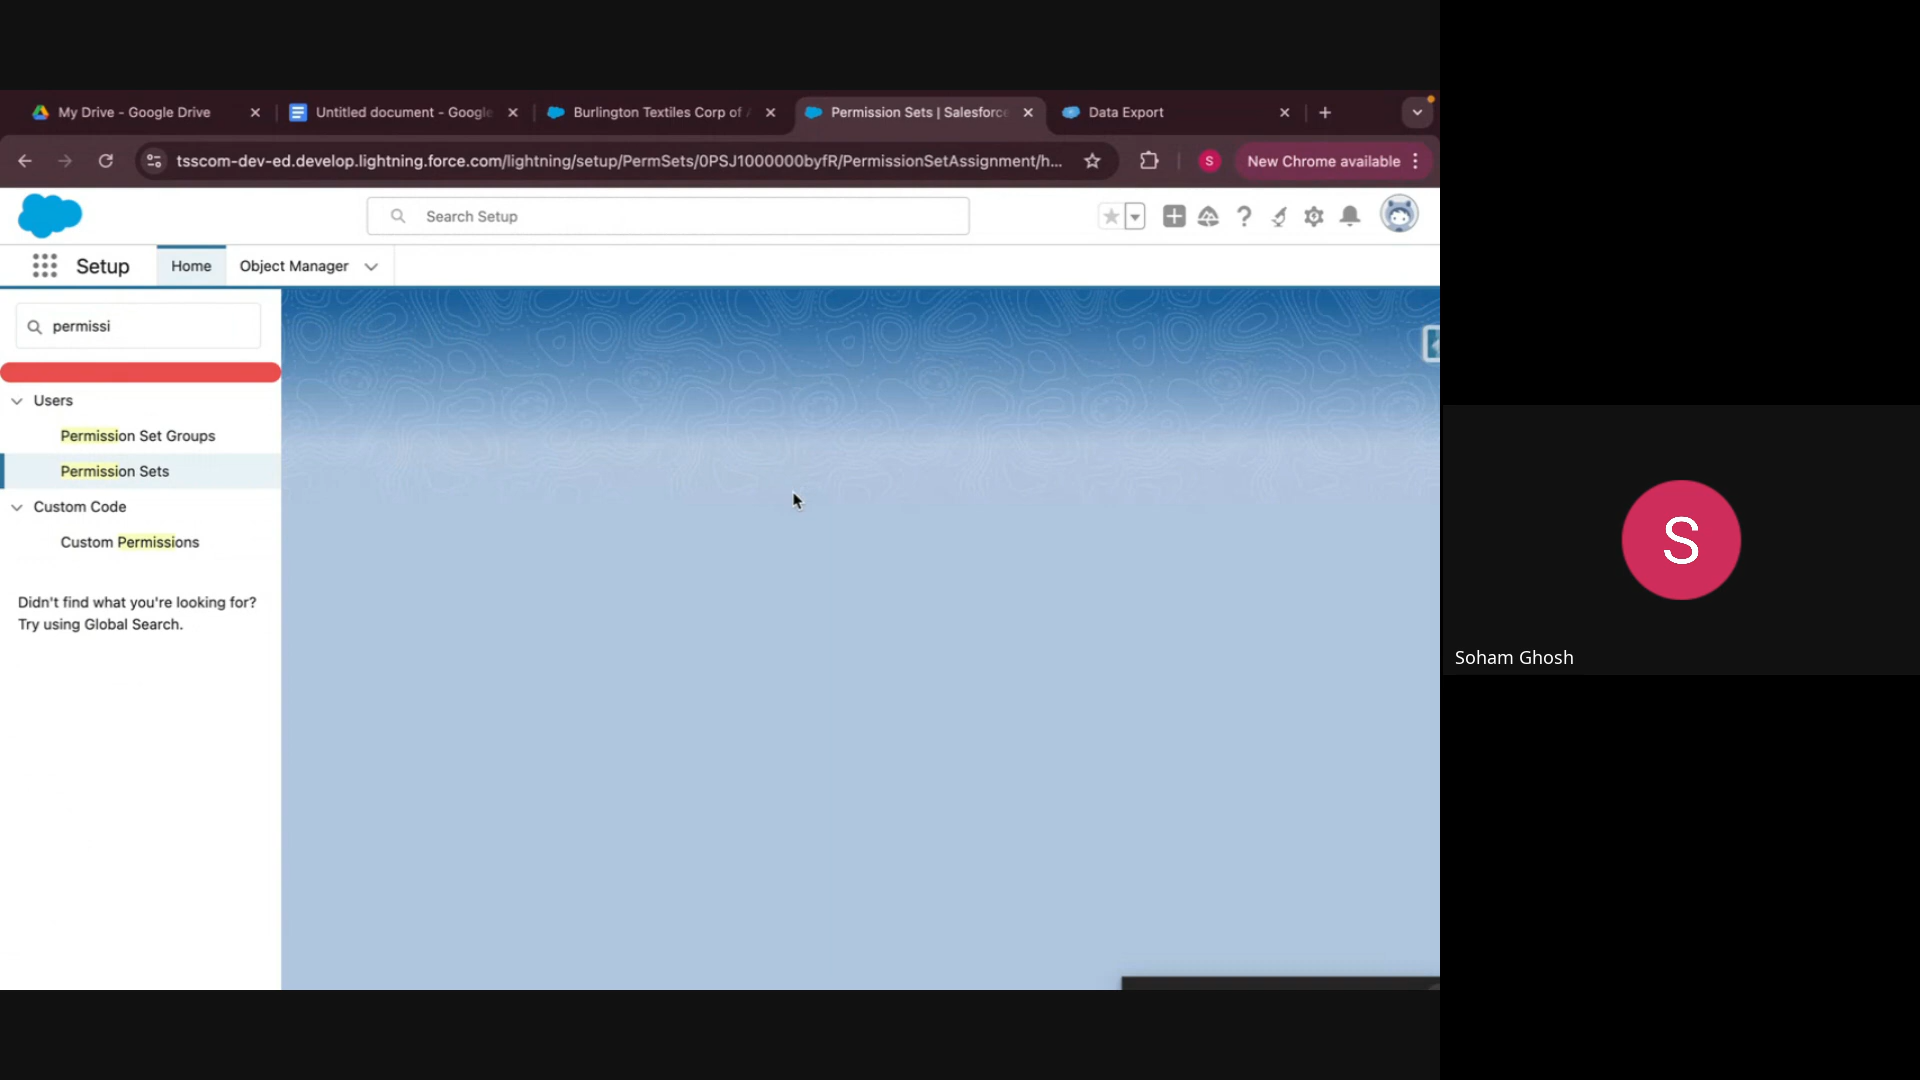 My Drive - Google Drive
Untitled document - Google
Burlington Textiles Corp of A
Permission Sets | Salesforce
Data Export
tsscom-dev-ed.develop.lightning.force.com/lightning/setup/PermSets/0PSJ1000000byfR/PermissionSetAssignment/h...
S
New Chrome available
Search Setup
Setup
Home
Object Manager
permissi
Users
Permission Set Groups
Permission Sets
Custom Code
Custom Permissions
Didn't find what you're looking for?
Try using Global Search.
S
Soham Ghosh